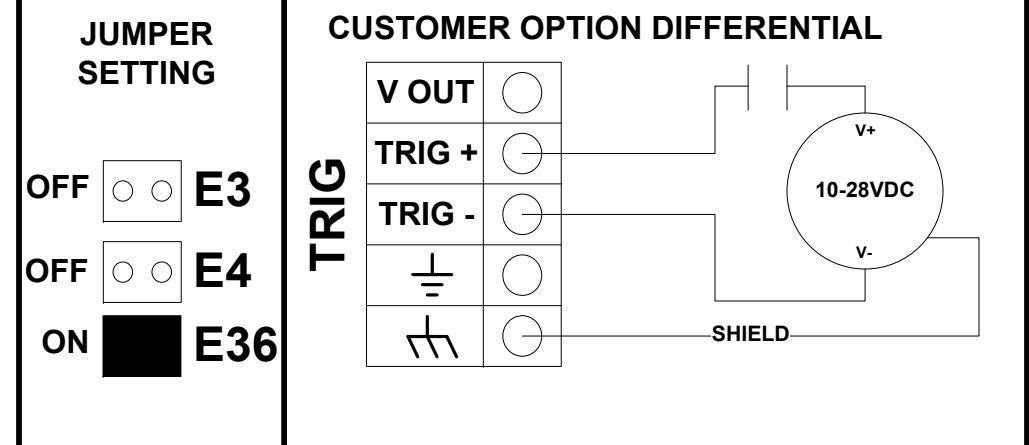 JUMPER
SETTING
OFF E3
OFF E4
ON E36
CUSTOMER OPTION DIFFERENTIAL
TRIG
V OUT
TRIG +
TRIG -
V+
10-28VDC
V-
SHIELD